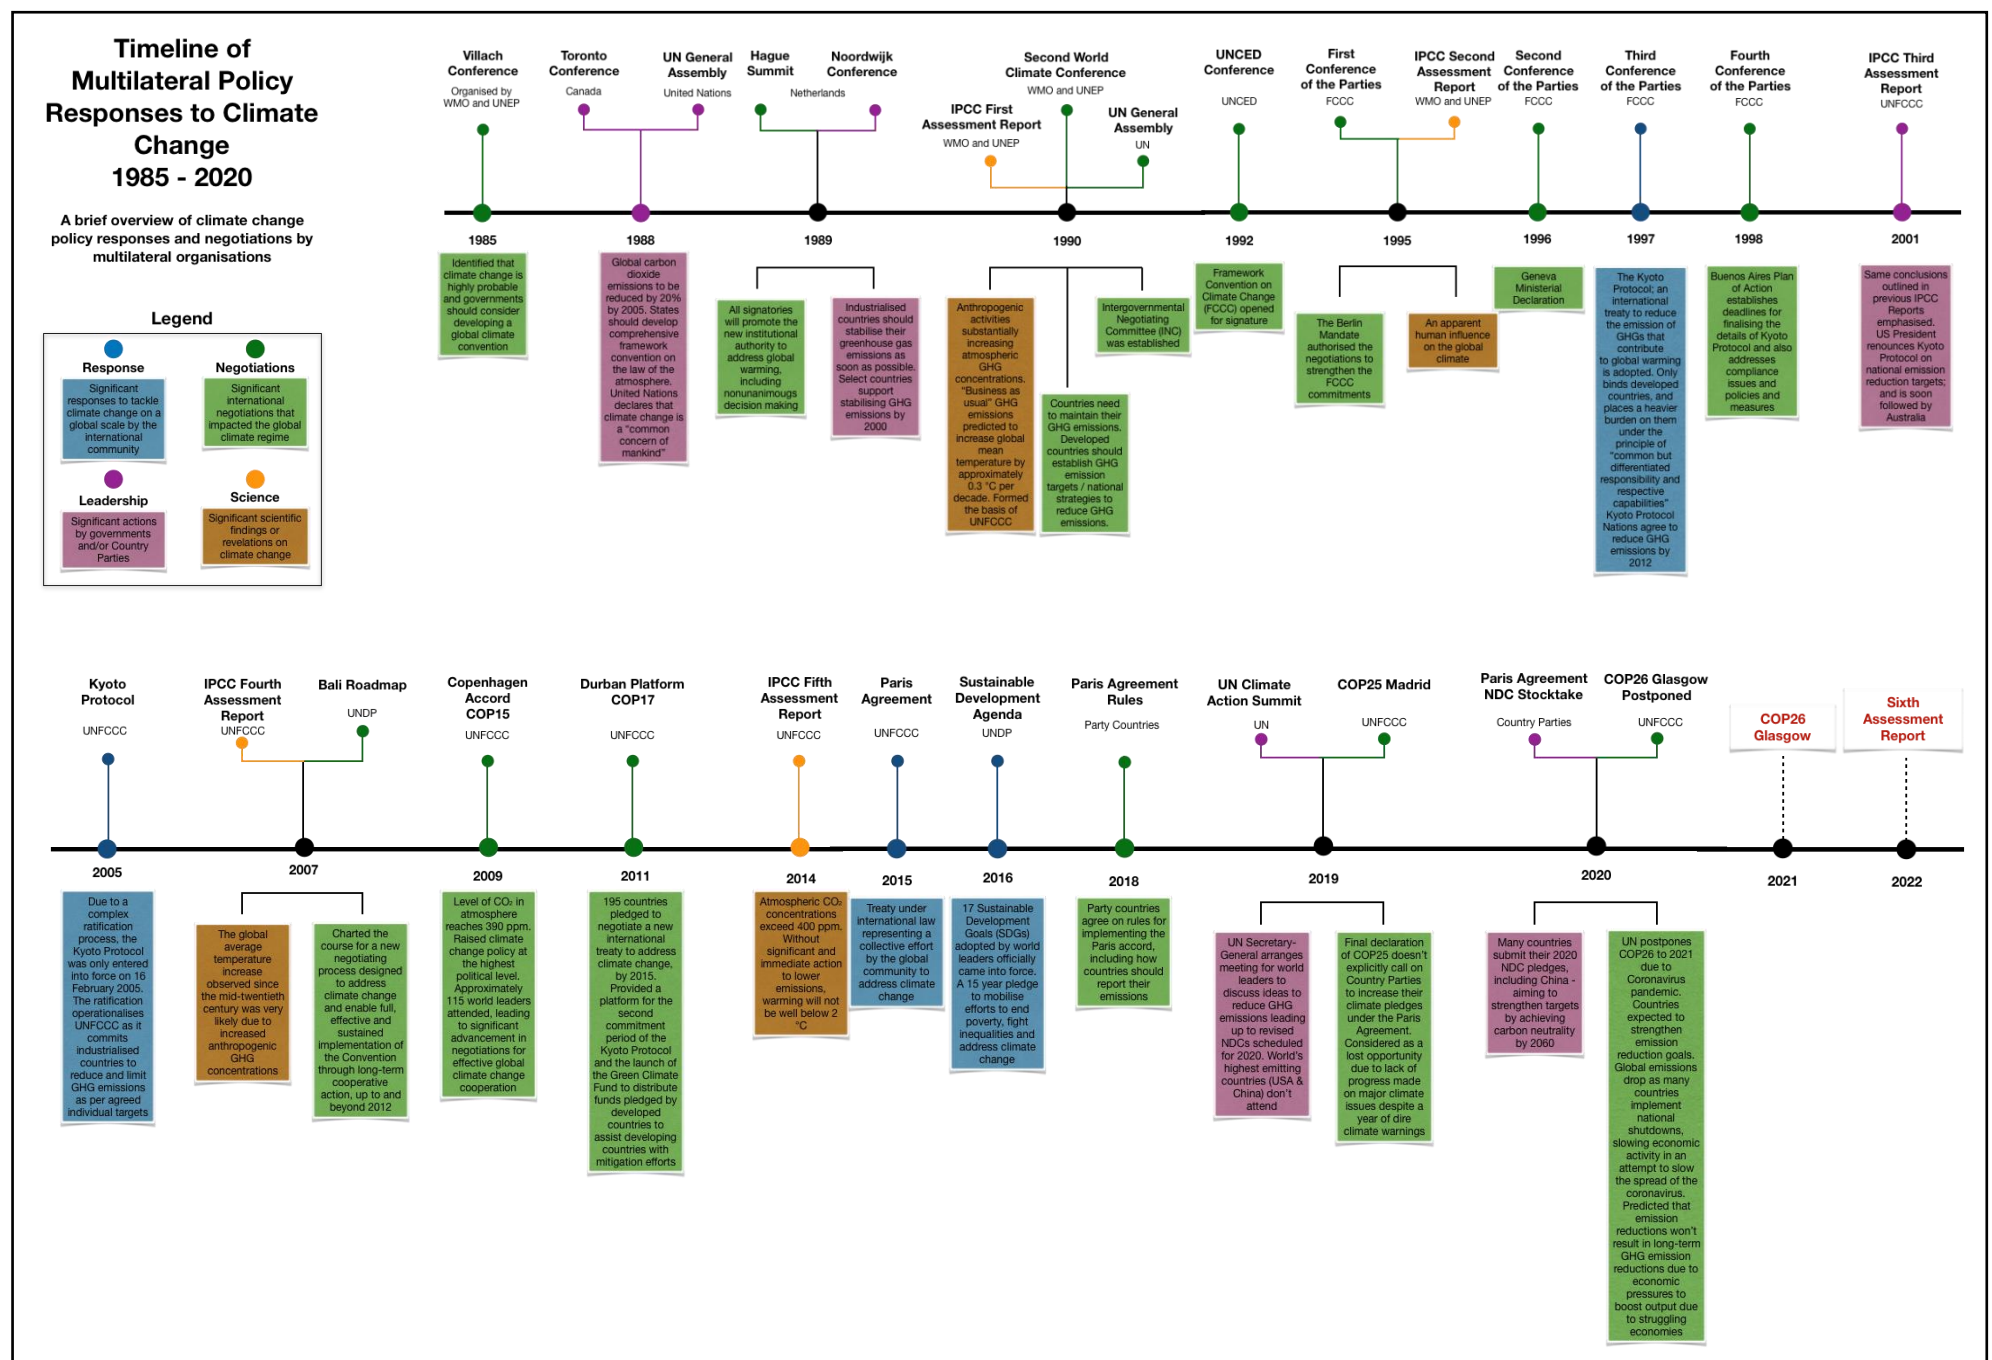 Timeline of
Multilateral Policy
Responses to Climate
Change
1985 - 2020
A brief overview of climate change
policy responses and negotiations by
multilateral organisations
Legend
Response
Significant
responses to tackle
climate change on a
global scale by the
international
community
Negotiations
Significant
international
negotiations that
impacted the global
climate regime
Leadership
Significant actions
by governments
and/or Country
Parties
Science
Significant scientific
findings or
revelations on
climate change
Villach
Conference
Organised by
WMO and UNEP
1985
Identified that
climate change is
highly probable
and governments
should consider
developing a
global climate
convention
Toronto
Conference
Canada
UN General
Assembly
United Nations
1988
Global carbon
dioxide
emissions to be
reduced by 20%
by 2005. States
should develop
comprehensive
framework
convention on
the law of the
atmosphere.
United Nations
declares that
climate change is
a “common
concern of
mankind”
Hague
Summit
Noordwijk
Conference
Netherlands
1989
All signatories
will promote the
new institutional
authority to
address global
warming,
including
nonunanimougs
decision making
Industrialised
countries should
stabilise their
greenhouse gas
emissions as
soon as possible.
Select countries
support
stabilising GHG
emissions by
2000
IPCC First
Assessment Report
WMO and UNEP
Second World
Climate Conference
WMO and UNEP
UN General
Assembly
UN
1990
Anthropogenic
activities
substantially
increasing
atmospheric
GHG
concentrations.
“Business as
usual” GHG
emissions
predicted to
increase global
mean
temperature by
approximately
0.3 °C per
decade. Formed
the basis of
UNFCCC
Countries need
to maintain their
GHG emissions.
Developed
countries should
establish GHG
emission
targets / national
strategies to
reduce GHG
emissions.
Intergovernmental
Negotiating
Committee (INC)
was established
UNCED
Conference
UNCED
1992
Framework
Convention on
Climate Change
(FCCC) opened
for signature
First
Conference
of the Parties
FCCC
IPCC Second
Assessment
Report
WMO and UNEP
1995
The Berlin
Mandate
authorised the
negotiations to
strengthen the
FCCC
commitments
An apparent
human influence
on the global
climate
Second
Conference
of the Parties
FCCC
1996
Geneva
Ministerial
Declaration
Third
Conference
of the Parties
FCCC
1997
The Kyoto
Protocol; an
international
treaty to reduce
the emission of
GHGs that
contribute
to global warming
is adopted. Only
binds developed
countries, and
places a heavier
burden on them
under the
principle of
“common but
differentiated
responsibility and
respective
capabilities”
Kyoto Protocol
Nations agree to
reduce GHG
emissions by
2012
Fourth
Conference
of the Parties
FCCC
1998
Buenos Aires Plan
of Action
establishes
deadlines for
finalising the
details of Kyoto
Protocol and also
addresses
compliance
issues and
policies and
measures
IPCC Third
Assessment
Report
UNFCCC
2001
Same conclusions
outlined in
previous IPCC
Reports
emphasised.
US President
renounces Kyoto
Protocol on
national emission
reduction targets;
and is soon
followed by
Australia
Kyoto
Protocol
UNFCCC
2005
Due to a
complex
ratification
process, the
Kyoto Protocol
was only entered
into force on 16
February 2005.
The ratification
operationalises
UNFCCC as it
commits
industrialised
countries to
reduce and limit
GHG emissions
as per agreed
individual targets
IPCC Fourth
Assessment
Report
UNFCCC
Bali Roadmap
UNDP
2007
The global
average
temperature
increase
observed since
the mid-twentieth
century was very
likely due to
increased
anthropogenic
GHG
concentrations
Charted the
course for a new
negotiating
process designed
to address
climate change
and enable full,
effective and
sustained
implementation of
the Convention
through long-term
cooperative
action, up to and
beyond 2012
Copenhagen
Accord
COP15
UNFCCC
2009
Level of CO₂ in
atmosphere
reaches 390 ppm.
Raised climate
change policy at
the highest
political level.
Approximately
115 world leaders
attended, leading
to significant
advancement in
negotiations for
effective global
climate change
cooperation
Durban Platform
COP17
UNFCCC
2011
195 countries
pledged to
negotiate a new
international
treaty to address
climate change,
by 2015.
Provided a
platform for the
second
commitment
period of the
Kyoto Protocol
and the launch of
the Green Climate
Fund to distribute
funds pledged by
developed
countries to
assist developing
countries with
mitigation efforts
IPCC Fifth
Assessment
Report
UNFCCC
2014
Atmospheric CO₂
concentrations
exceed 400 ppm.
Without
significant and
immediate action
to lower
emissions,
warming will not
be well below 2
°C
Paris
Agreement
UNFCCC
2015
Treaty under
international law
representing a
collective effort
by the global
community to
address climate
change
Sustainable
Development
Agenda
UNDP
2016
17 Sustainable
Development
Goals (SDGs)
adopted by world
leaders officially
came into force.
A 15 year pledge
to mobilise
efforts to end
poverty, fight
inequalities and
address climate
change
Paris Agreement
Rules
Party Countries
2018
Party countries
agree on rules for
implementing the
Paris accord,
including how
countries should
report their
emissions
UN Climate
Action Summit
UN
COP25 Madrid
UNFCCC
2019
UN Secretary-
General arranges
meeting for world
leaders to
discuss ideas to
reduce GHG
emissions leading
up to revised
NDCs scheduled
for 2020. World’s
highest emitting
countries (USA &
China) don’t
attend
Final declaration
of COP25 doesn’t
explicitly call on
Country Parties
to increase their
climate pledges
under the Paris
Agreement.
Considered as a
lost opportunity
due to lack of
progress made
on major climate
issues despite a
year of dire
climate warnings
Paris Agreement
NDC Stocktake
Country Parties
COP26 Glasgow
Postponed
UNFCCC
2020
Many countries
submit their 2020
NDC pledges,
including China -
aiming to
strengthen targets
by achieving
carbon neutrality
by 2060
UN postpones
COP26 to 2021
due to
Coronavirus
pandemic.
Countries
expected to
strengthen
emission
reduction goals.
Global emissions
drop as many
countries
implement
national
shutdowns,
slowing economic
activity in an
attempt to slow
the spread of the
coronavirus.
Predicted that
emission
reductions won’t
result in long-term
GHG emission
reductions due to
economic
pressures to
boost output due
to struggling
economies
COP26
Glasgow
2021
Sixth
Assessment
Report
2022